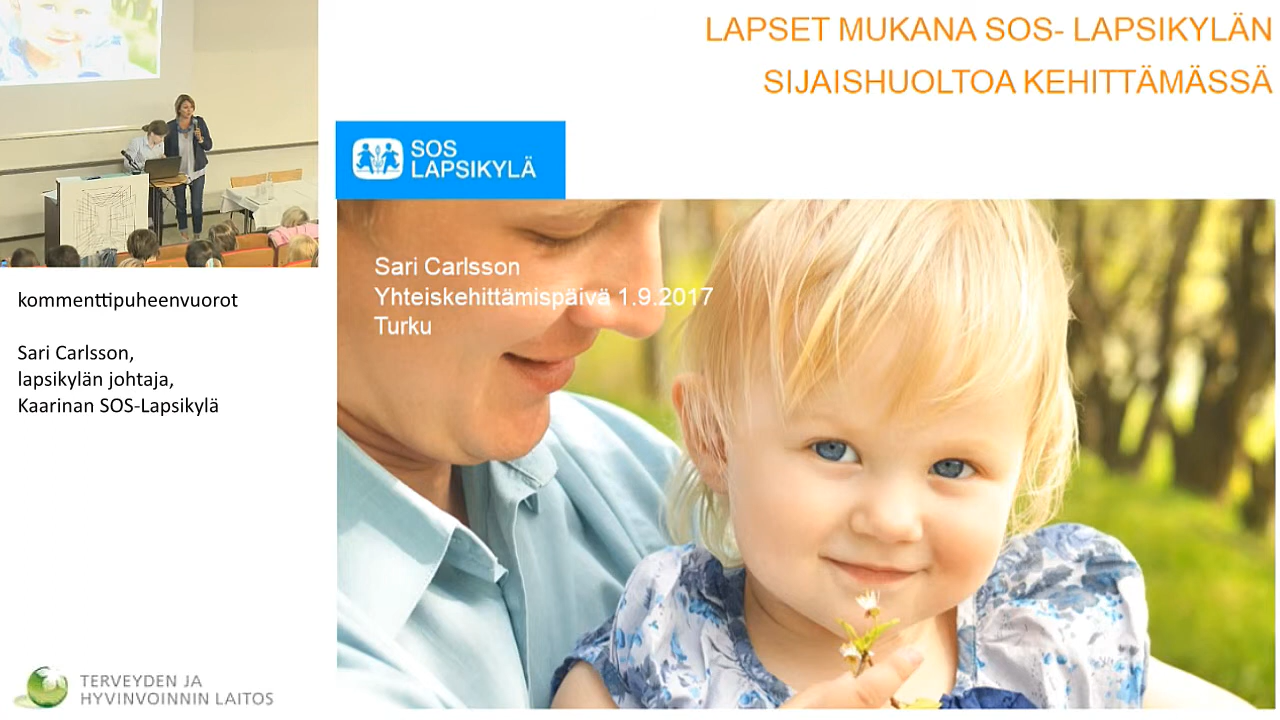 LAPSET MUKANA SOS- LAPSIKYLÄN
SIJAISHUOLTOA KEHITTÄMÄSSÄ
SOS
LAPSIKYLÄ
Sari Carlsson
Yhteiskehittämispäivä 1.9.2017
Turku
kommenttipuheenvuorot
Sari Carlsson,
lapsikylän johtaja,
Kaarinan SOS-Lapsikylä
TERVEYDEN JA
HYVINVOINNIN LAITOS